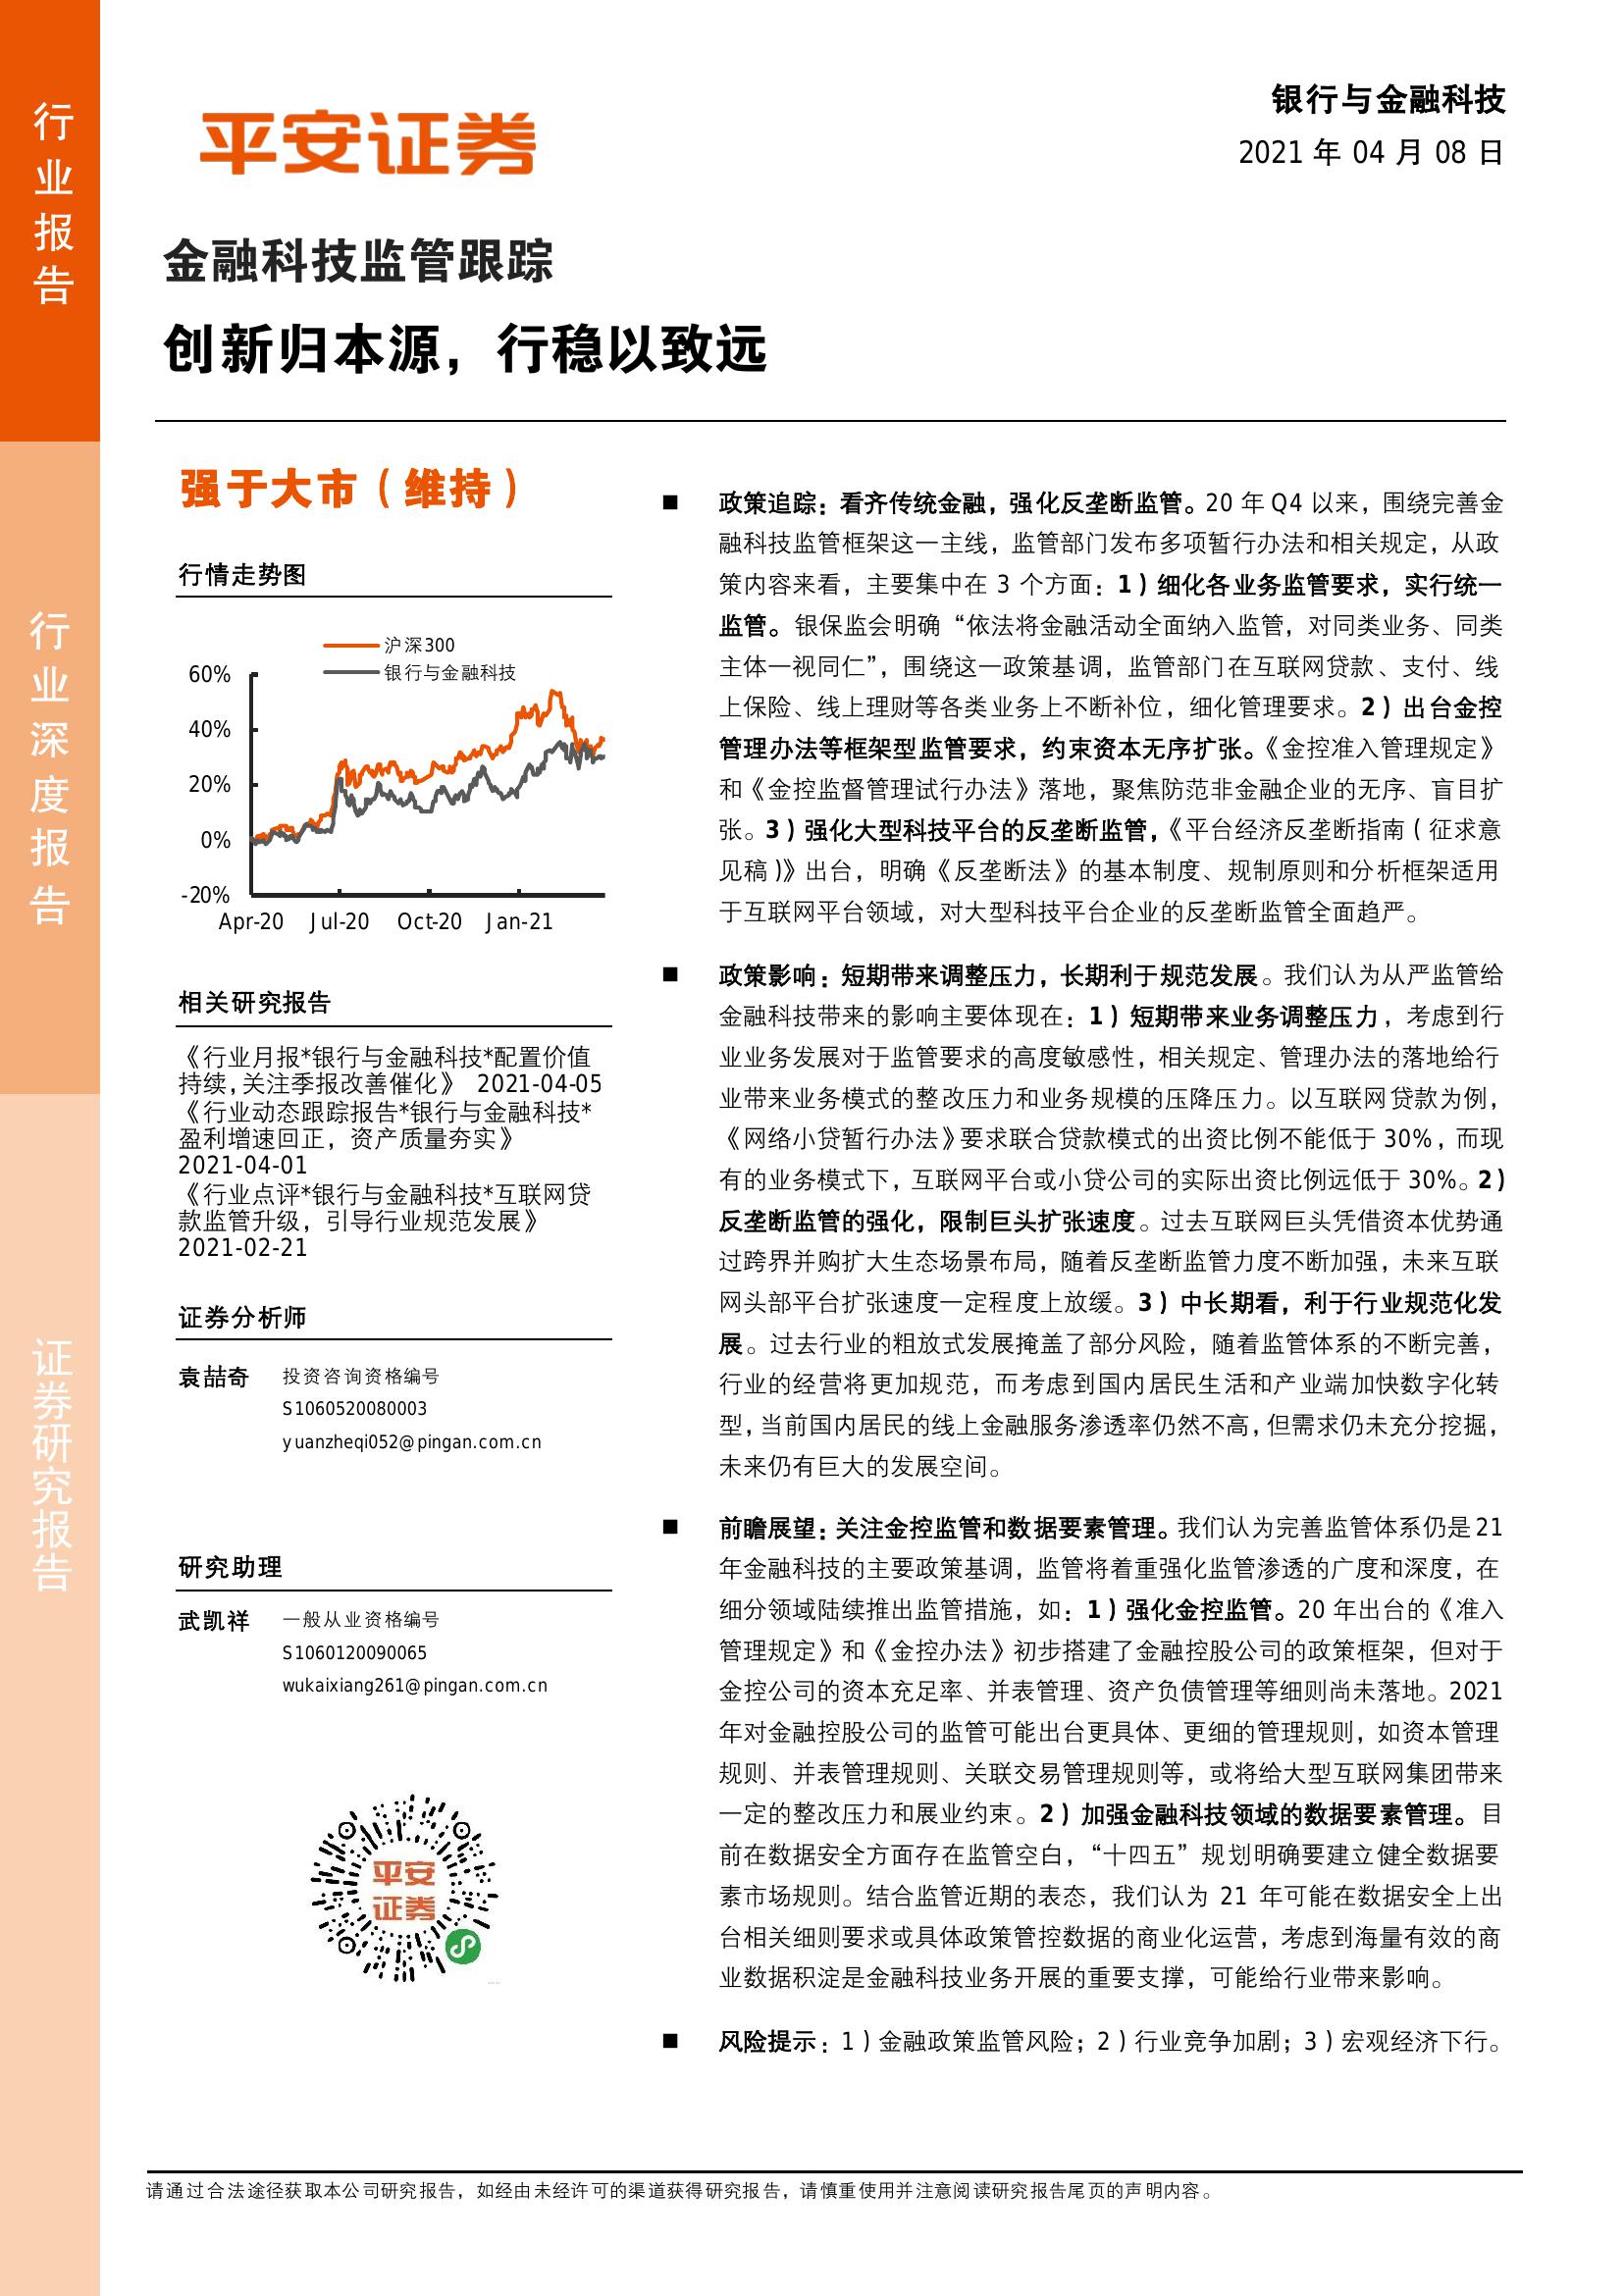 行业报告
行业深度报告
证券研究报告
平安证券
银行与金融科技
2021 年 04 月 08 日
金融科技监管跟踪
创新归本源，行稳以致远
强于大市（维持）
行情走势图
沪深300
银行与金融科技
60%
40%
20%
0%
-20%
Apr-20 Jul-20 Oct-20 Jan-21
相关研究报告
《行业月报*银行与金融科技*配置价值
持续，关注季报改善催化》 2021-04-05
《行业动态跟踪报告*银行与金融科技*
盈利增速回正，资产质量夯实》
2021-04-01
《行业点评*银行与金融科技*互联网贷
款监管升级，引导行业规范发展》
2021-02-21
证券分析师
袁喆奇 投资咨询资格编号
S1060520080003
yuanzheqi052@pingan.com.cn
研究助理
武凯祥 一般从业资格编号
S1060120090065
wukaixiang261@pingan.com.cn
平安
证券
■ 政策追踪：看齐传统金融，强化反垄断监管。20 年 Q4 以来，围绕完善金
融科技监管框架这一主线，监管部门发布多项暂行办法和相关规定，从政
策内容来看，主要集中在 3 个方面：1）细化各业务监管要求，实行统一
监管。银保监会明确“依法将金融活动全面纳入监管，对同类业务、同类
主体一视同仁”，围绕这一政策基调，监管部门在互联网贷款、支付、线
上保险、线上理财等各类业务上不断补位，细化管理要求。2）出台金控
管理办法等框架型监管要求，约束资本无序扩张。《金控准入管理规定》
和《金控监督管理试行办法》落地，聚焦防范非金融企业的无序、盲目扩
张。3）强化大型科技平台的反垄断监管，《平台经济反垄断指南（征求意
见稿）》出台，明确《反垄断法》的基本制度、规制原则和分析框架适用
于互联网平台领域，对大型科技平台企业的反垄断监管全面趋严。
■ 政策影响：短期带来调整压力，长期利于规范发展。我们认为从严监管给
金融科技带来的影响主要体现在：1）短期带来业务调整压力，考虑到行
业业务发展对于监管要求的高度敏感性，相关规定、管理办法的落地给行
业带来业务模式的整改压力和业务规模的压降压力。以互联网贷款为例，
《网络小贷暂行办法》要求联合贷款模式的出资比例不能低于 30%，而现
有的业务模式下，互联网平台或小贷公司的实际出资比例远低于 30%。2）
反垄断监管的强化，限制巨头扩张速度。过去互联网巨头凭借资本优势通
过跨界并购扩大生态场景布局，随着反垄断监管力度不断加强，未来互联
网头部平台扩张速度一定程度上放缓。3）中长期看，利于行业规范化发
展。过去行业的粗放式发展掩盖了部分风险，随着监管体系的不断完善，
行业的经营将更加规范，而考虑到国内居民生活和产业端加快数字化转
型，当前国内居民的线上金融服务渗透率仍然不高，但需求仍未充分挖掘，
未来仍有巨大的发展空间。
■ 前瞻展望：关注金控监管和数据要素管理。我们认为完善监管体系仍是 21
年金融科技的主要政策基调，监管将着重强化监管渗透的广度和深度，在
细分领域陆续推出监管措施，如：1）强化金控监管。20 年出台的《准入
管理规定》和《金控办法》初步搭建了金融控股公司的政策框架，但对于
金控公司的资本充足率、并表管理、资产负债管理等细则尚未落地。2021
年对金融控股公司的监管可能出台更具体、更细的管理规则，如资本管理
规则、并表管理规则、关联交易管理规则等，或将给大型互联网集团带来
一定的整改压力和展业约束。2）加强金融科技领域的数据要素管理。目
前在数据安全方面存在监管空白，“十四五”规划明确要建立健全数据要
素市场规则。结合监管近期的表态，我们认为 21 年可能在数据安全上出
台相关细则要求或具体政策管控数据的商业化运营，考虑到海量有效的商
业数据积淀是金融科技业务开展的重要支撑，可能给行业带来影响。
■ 风险提示：1）金融政策监管风险；2）行业竞争加剧；3）宏观经济下行。
请通过合法途径获取本公司研究报告，如经由未经许可的渠道获得研究报告，请慎重使用并注意阅读研究报告尾页的声明内容。